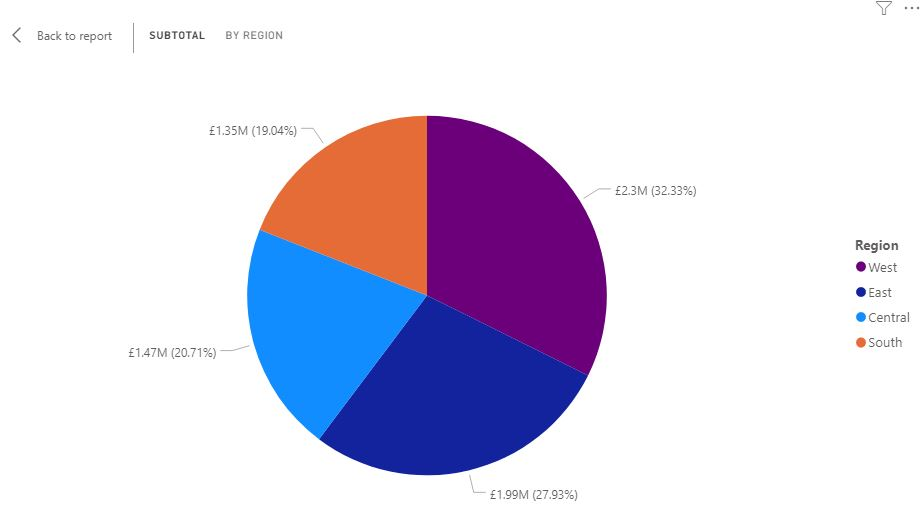 Back to report
SUBTOTAL
BY REGION
£1.35M (19.04%)
£2.3M (32.33%)
£1.47M (20.71%)
£1.99M (27.93%)
Region
West
East
Central
South